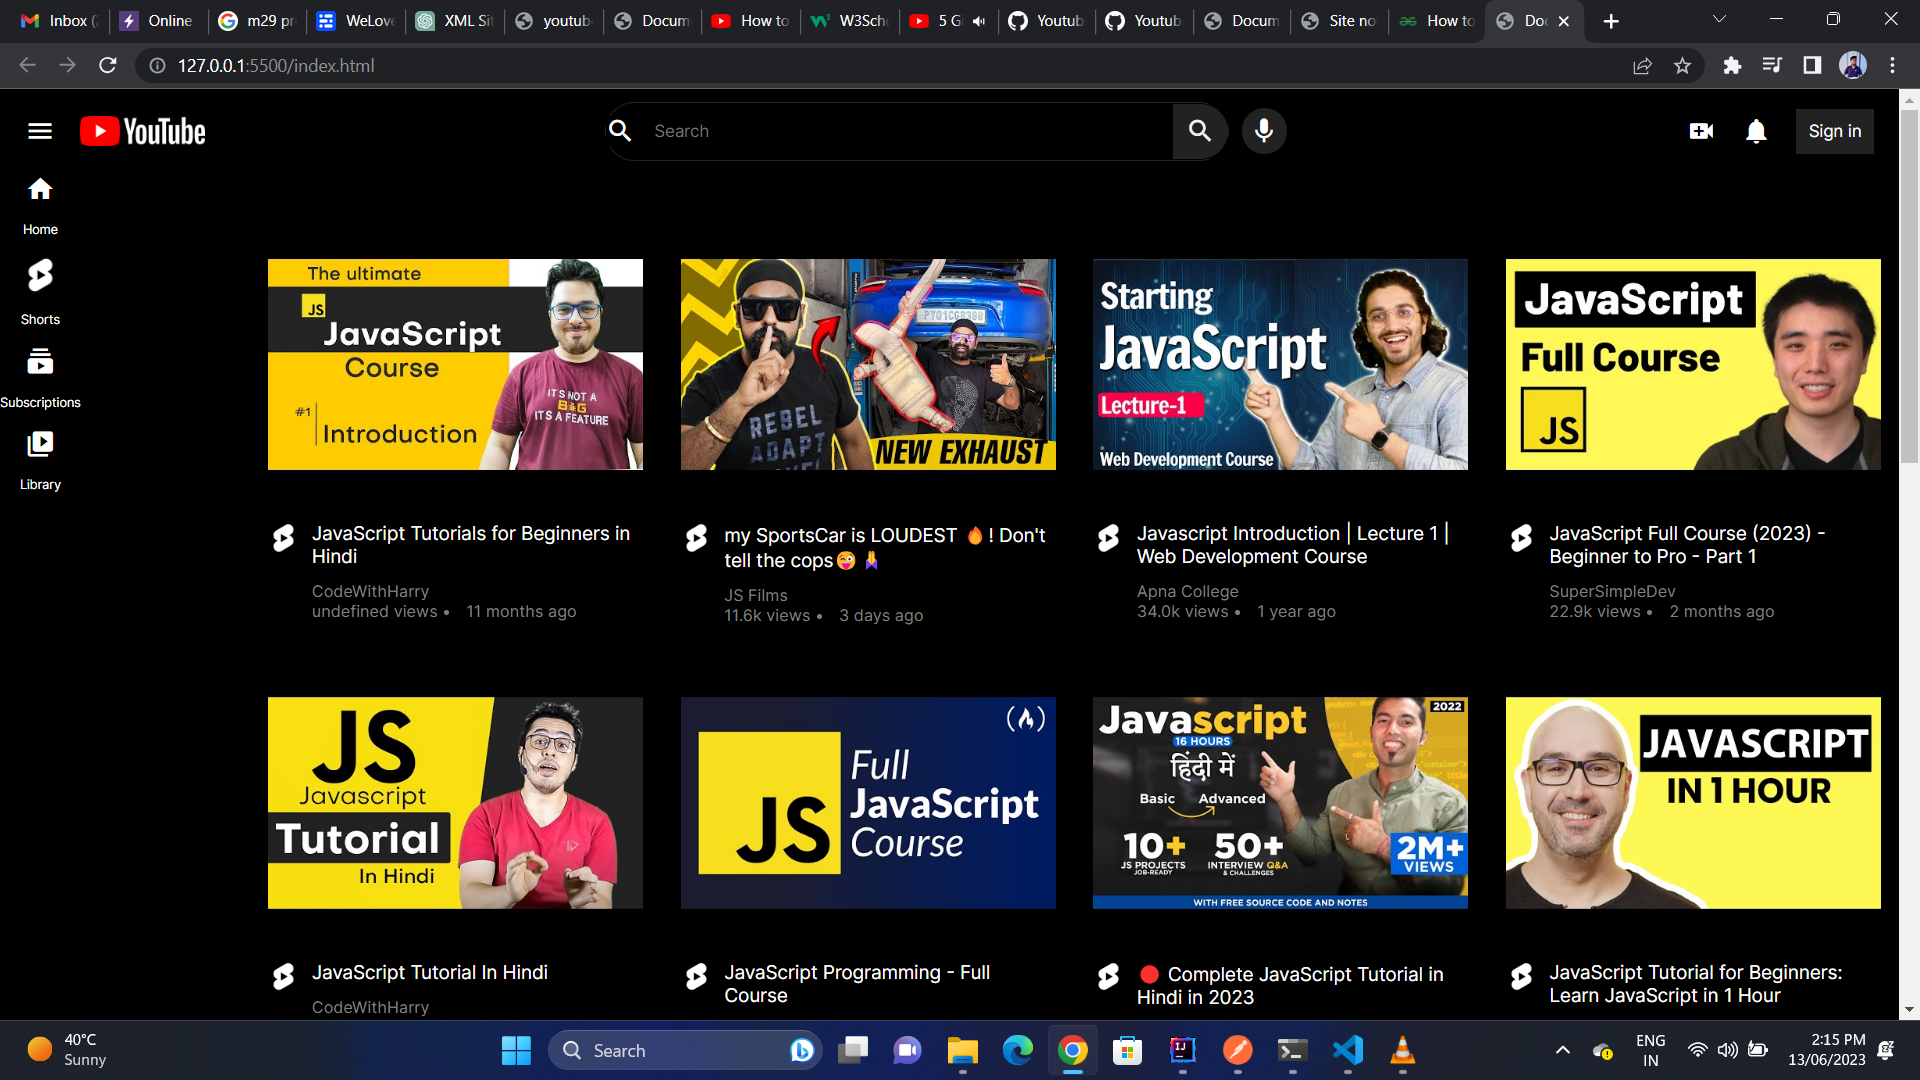 Inbox (
Online
m29 pr
WeLove
XML Sit
youtub
Docum
How to
W3Scho
5 Gi
Youtub
Youtub
Docum
Site no
How to
Doc
127.0.0.1:5500/index.html
YouTube
Search
Sign in
Home
Shorts
Subscriptions
Library
The ultimate
JS
JavaScript
Course
#1
Introduction
IT'S NOT A
BUG
ITS A FEATURE
REBEL
ADAPT
NEW EXHAUST
Starting
JavaScript
Lecture-1
Web Development Course
JavaScript
Full Course
JS
JavaScript Tutorials for Beginners in
Hindi
CodeWithHarry
undefined views • 11 months ago
my SportsCar is LOUDEST 🔥! Don't
tell the cops😜🙏
JS Films
11.6k views • 3 days ago
Javascript Introduction | Lecture 1 |
Web Development Course
Apna College
34.0k views • 1 year ago
JavaScript Full Course (2023) -
Beginner to Pro - Part 1
SuperSimpleDev
22.9k views • 2 months ago
JS
Javascript
Tutorial
In Hindi
JS
Full
JavaScript
Course
2022
Javascript
16 HOURS
हिंदी में
Basic Advanced
10+ 50+
JS PROJECTS INTERVIEW Q&A
JOB-READY & CHALLENGES
2M+
VIEWS
WITH FREE SOURCE CODE AND NOTES
JAVASCRIPT
IN 1 HOUR
JavaScript Tutorial In Hindi
CodeWithHarry
JavaScript Programming - Full
Course
🔴 Complete JavaScript Tutorial in
Hindi in 2023
JavaScript Tutorial for Beginners:
Learn JavaScript in 1 Hour
40°C
Sunny
Search
ENG
IN
2:15 PM
13/06/2023